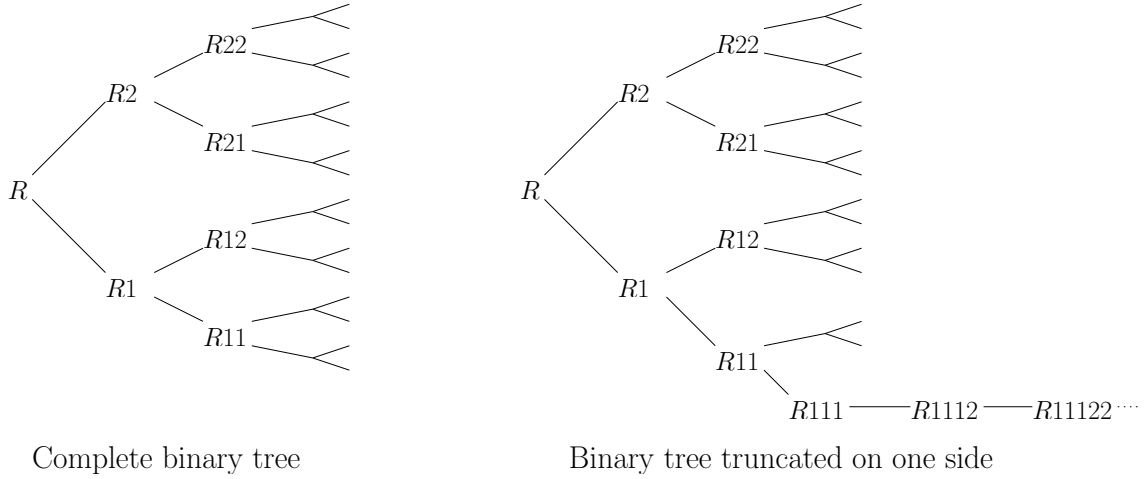 R22 R22
R2 R2
R21 R21
R R
R12 R12
R1 R1
R11
R11
R111 R1112 R11122 ....
Complete binary tree Binary tree truncated on one side